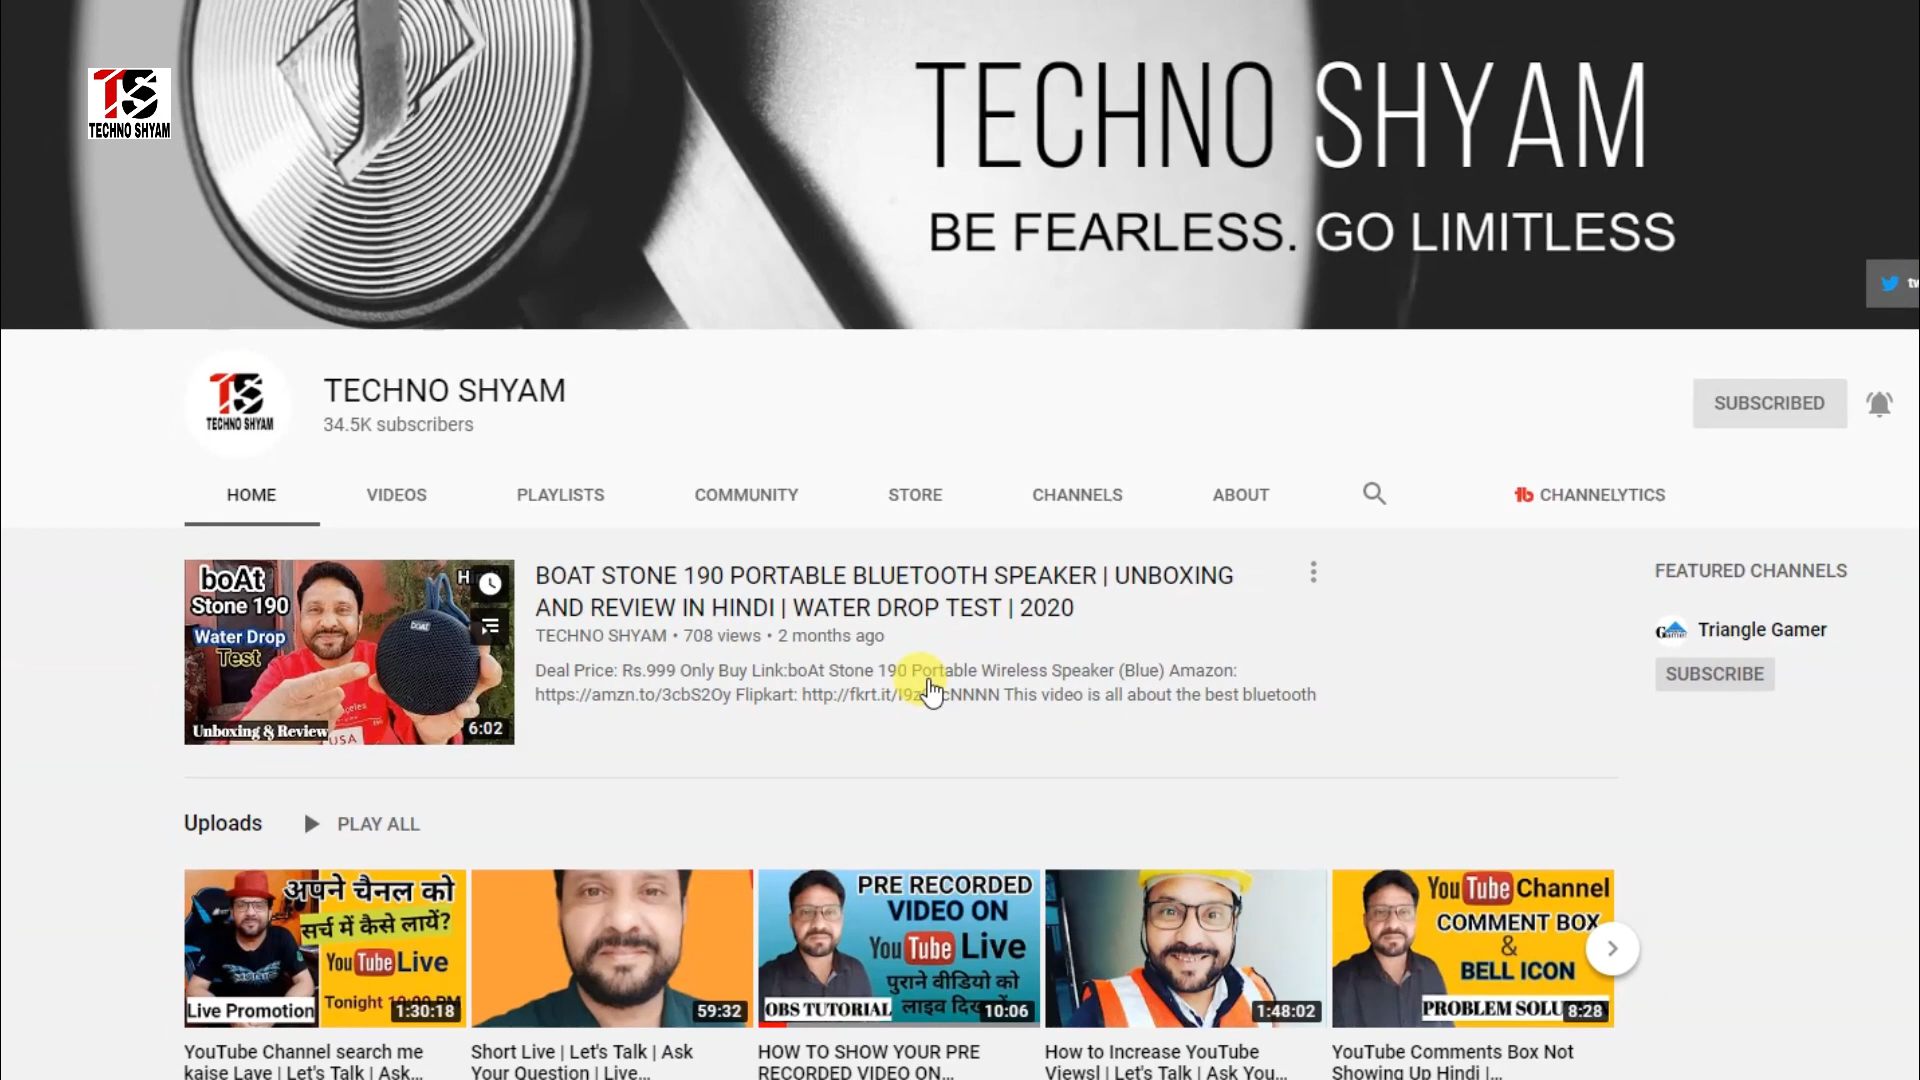 TS
TECHNO SHYAM
TECHNO SHYAM
BE FEARLESS. GO LIMITLESS
TS
TECHNO SHYAM
TECHNO SHYAM
34.5K subscribers
SUBSCRIBED
HOME VIDEOS PLAYLISTS COMMUNITY STORE CHANNELS ABOUT CHANNELYTICS
boAt
Stone 190
Water Drop
Test
boAt
USA
Unboxing & Review
6:02
BOAT STONE 190 PORTABLE BLUETOOTH SPEAKER | UNBOXING
AND REVIEW IN HINDI | WATER DROP TEST | 2020
TECHNO SHYAM • 708 views • 2 months ago
Deal Price: Rs.999 Only Buy Link:boAt Stone 190 Portable Wireless Speaker (Blue) Amazon:
https://amzn.to/3cbS2Oy Flipkart: This video is all about the best bluetooth
FEATURED CHANNELS
Triangle Gamer
SUBSCRIBE
Uploads PLAY ALL
अपने चैनल को
सर्च में कैसे लायें?
YouTube Live
Tonight
Live Promotion
1:30:18
59:32
PRE RECORDED
VIDEO ON
YouTube Live
पुराने वीडियो को
लाइव
OBS TUTORIAL
10:06
1:48:02
YouTube Channel
COMMENT BOX
&
BELL ICON
PROBLEM
8:28
YouTube Channel search me
kaise Laye | Let's Talk | Ask...
Short Live | Let's Talk | Ask
Your Question | Live...
HOW TO SHOW YOUR PRE
RECORDED VIDEO ON...
How to Increase YouTube
Views| | Let's Talk | Ask You...
YouTube Comments Box Not
Showing Up Hindi |...